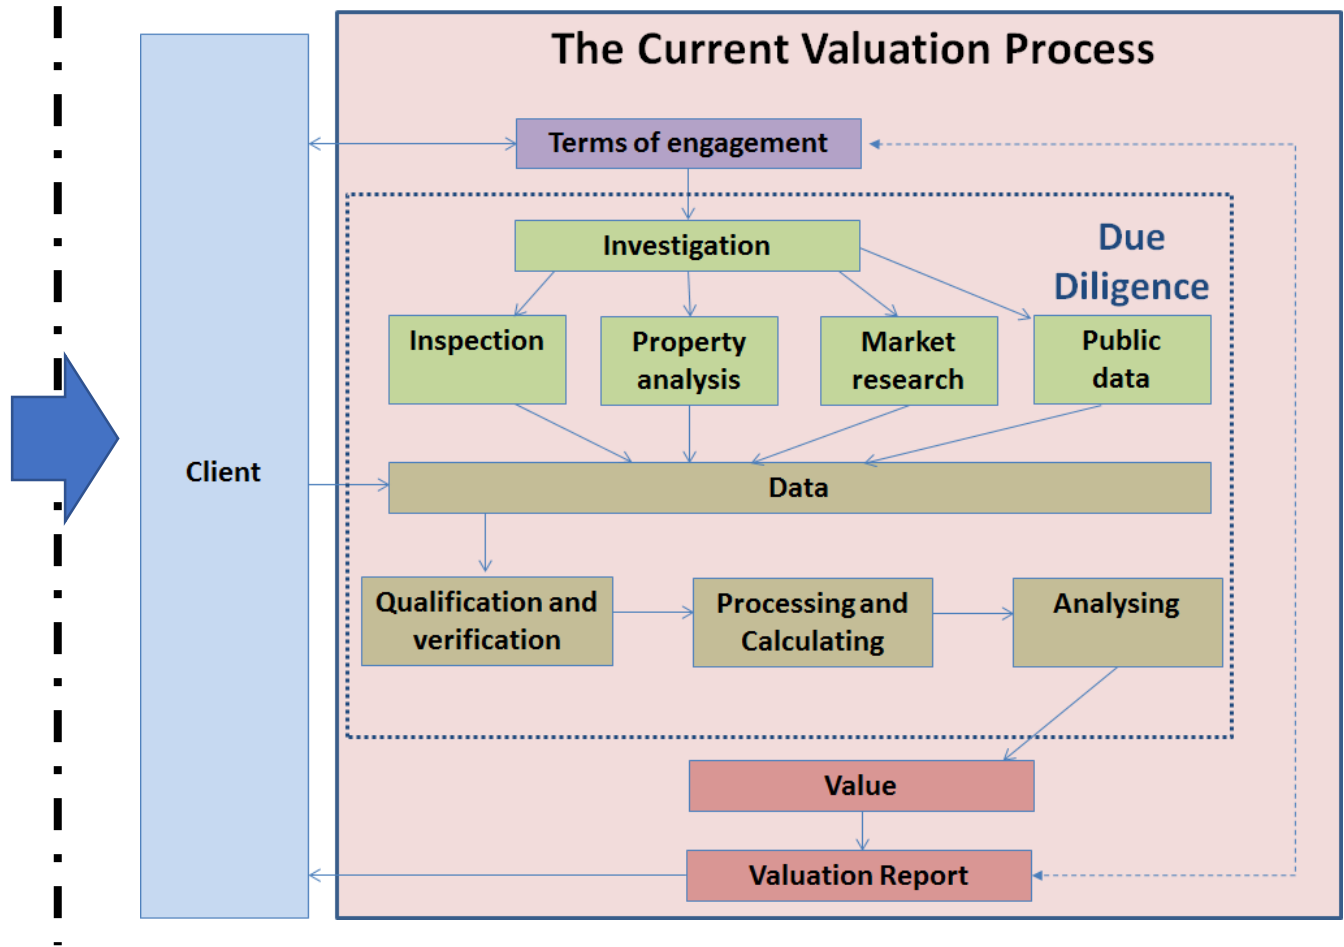 The Current Valuation Process
Terms of engagement
Investigation
Due
Diligence
Inspection
Property
analysis
Market
research
Public
data
Client
Data
Qualification and
verification
Processing and
Calculating
Analysing
Value
Valuation Report